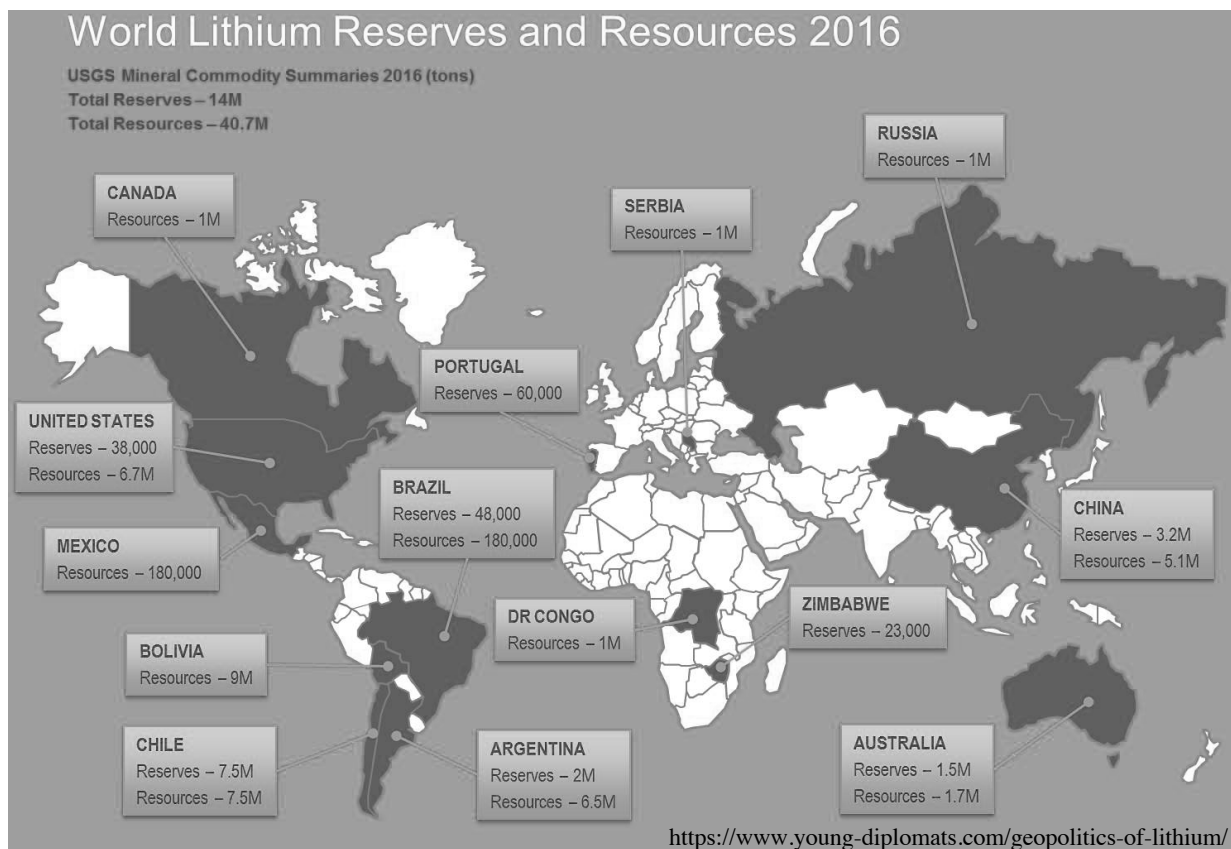 World Lithium Reserves and Resources 2016
USGS Mineral Commodity Summaries 2016 (tons)
Total Reserves – 14M
Total Resources – 40.7M
RUSSIA
Resources – 1M
CANADA
Resources – 1M
SERBIA
Resources – 1M
PORTUGAL
Reserves – 60,000
UNITED STATES
Reserves – 38,000
Resources – 6.7M
BRAZIL
Reserves – 48,000
Resources – 180,000
CHINA
Reserves – 3.2M
Resources – 5.1M
MEXICO
Resources – 180,000
DR CONGO
Resources – 1M
ZIMBABWE
Reserves – 23,000
BOLIVIA
Resources – 9M
CHILE
Reserves – 7.5M
Resources – 7.5M
ARGENTINA
Reserves – 2M
Resources – 6.5M
AUSTRALIA
Reserves – 1.5M
Resources – 1.7M
https://www.young-diplomats.com/geopolitics-of-lithium/